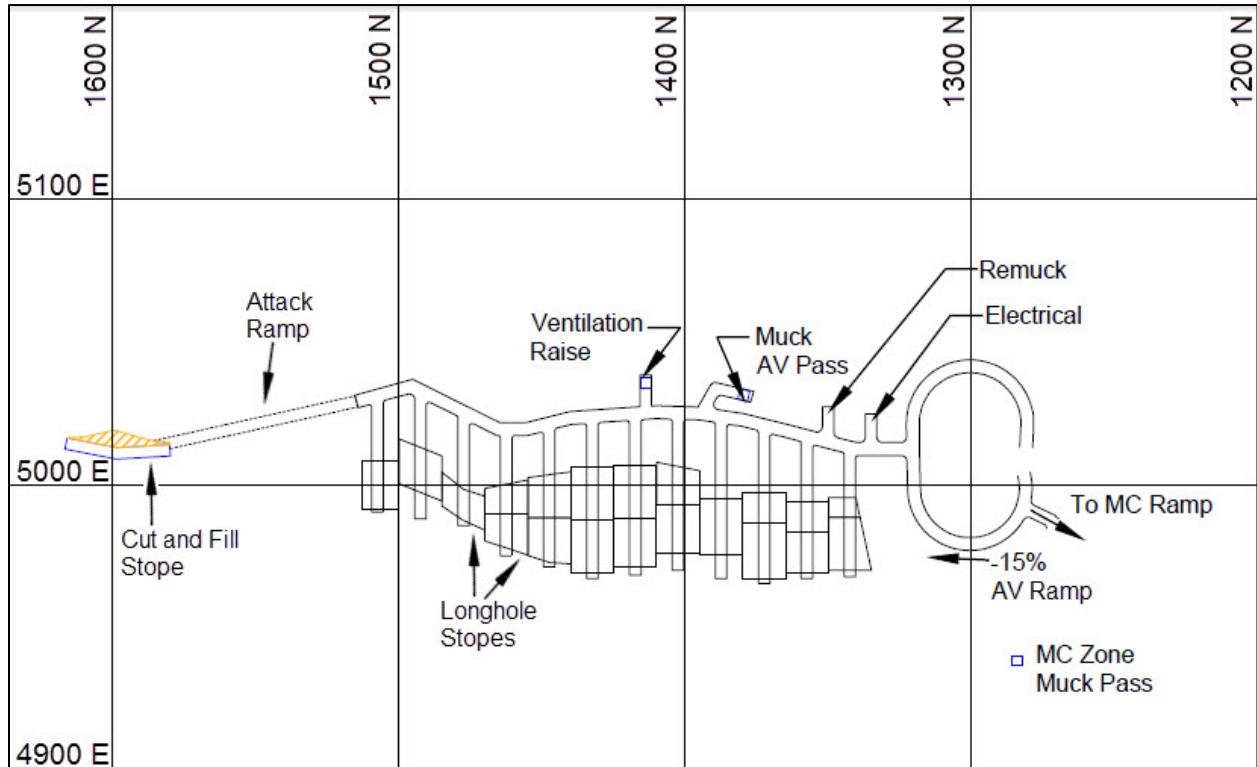 1600 N
1500 N
1400 N
1300 N
1200 N
5100 E
Remuck
Attack
Ramp
Ventilation
Raise
Electrical
Muck
AV Pass
5000 E
To MC Ramp
Cut and Fill
Stope
-15%
AV Ramp
Longhole
Stopes
MC Zone
Muck Pass
4900 E